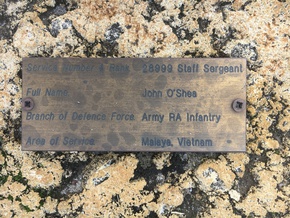 Service Number & Rank 28999 Staff Sergeant
Full Name John O'Shea
Branch of Defence Force Army RA Infantry
Area of Service Malaya, Vietnam